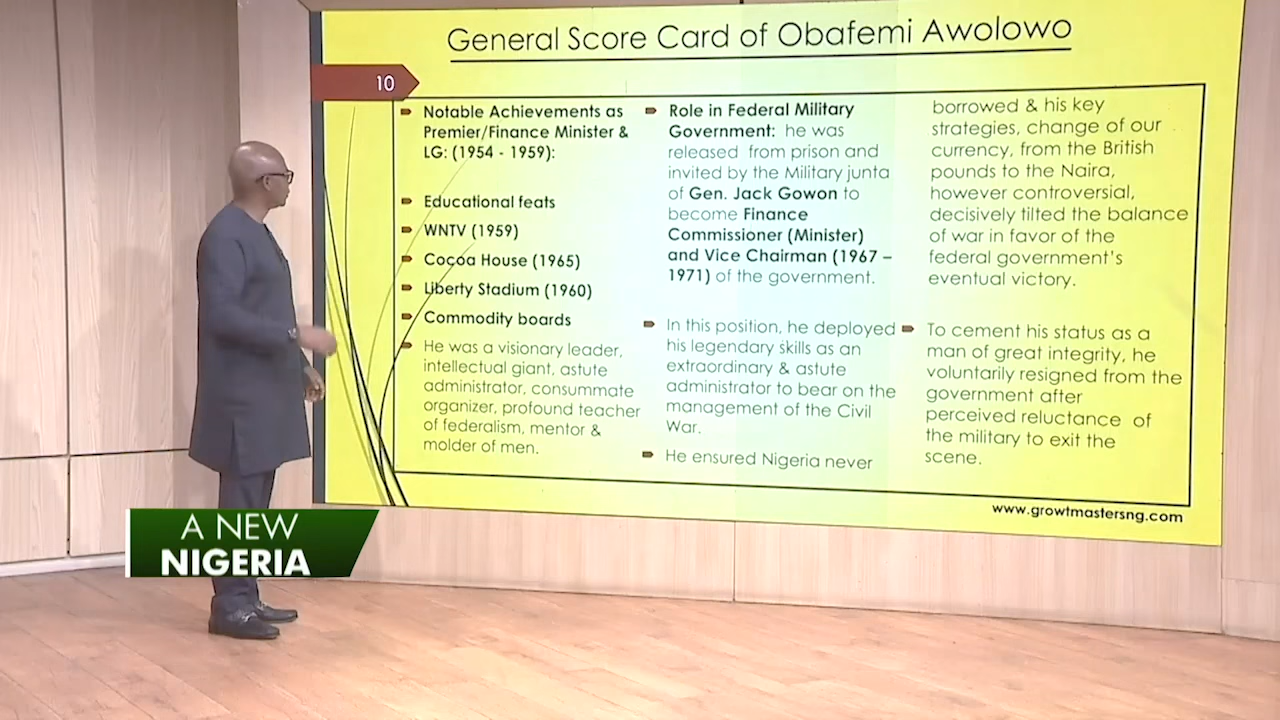 General Score Card of Obafemi Awolowo
10
Notable Achievements as
Premier/Finance Minister &
LG: (1954 - 1959):
Educational feats
WNTV (1959)
Cocoa House (1965)
Liberty Stadium (1960)
Commodity boards
He was a visionary leader,
intellectual giant, astute
administrator, consummate
organizer, profound teacher
of federalism, mentor &
molder of men.
Role in Federal Military
Government: he was
released from prison and
invited by the Military junta
of Gen. Jack Gowon to
become Finance
Commissioner (Minister)
and Vice Chairman (1967 –
1971) of the government.
In this position, he deployed
his legendary skills as an
extraordinary & astute
administrator to bear on the
management of the Civil
War.
He ensured Nigeria never
borrowed & his key
strategies, change of our
currency, from the British
pounds to the Naira,
however controversial,
decisively tilted the balance
of war in favor of the
federal government's
eventual victory.
To cement his status as a
man of great integrity, he
voluntarily resigned from the
government after
perceived reluctance of
the military to exit the
scene.
www.growtmastersng.com
A NEW
NIGERIA